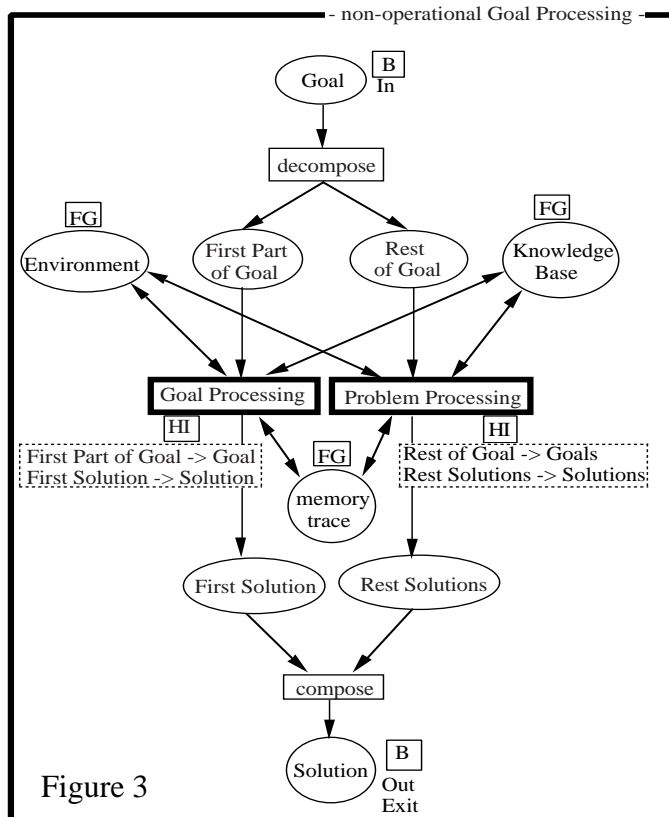 - non-operational Goal Processing -
Goal
B
In
decompose
FG
Environment
First Part
of Goal
Rest
of Goal
FG
Knowledge
Base
Goal Processing
Problem Processing
HI
First Part of Goal -> Goal
First Solution -> Solution
HI
Rest of Goal -> Goals
Rest Solutions -> Solutions
FG
memory
trace
First Solution
Rest Solutions
compose
Solution
B
Out
Exit
Figure 3